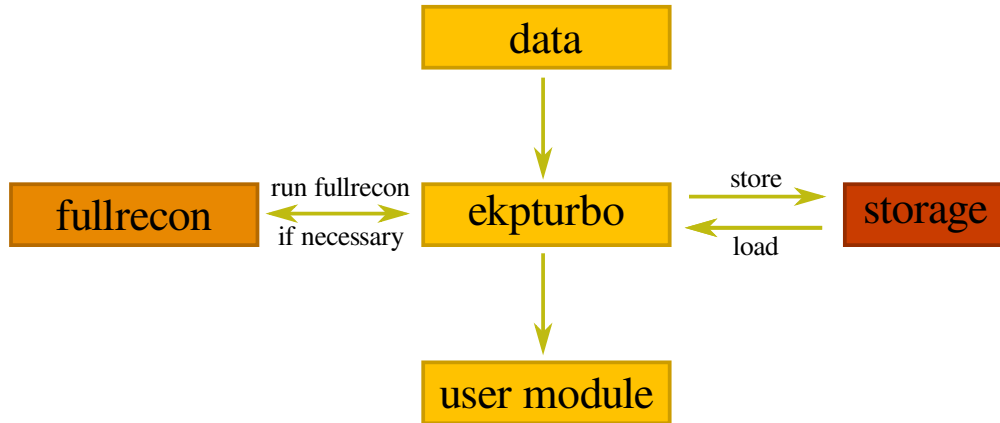 data
run fullrecon
store
fullrecon
ekpturbo
storage
if necessary
load
user module